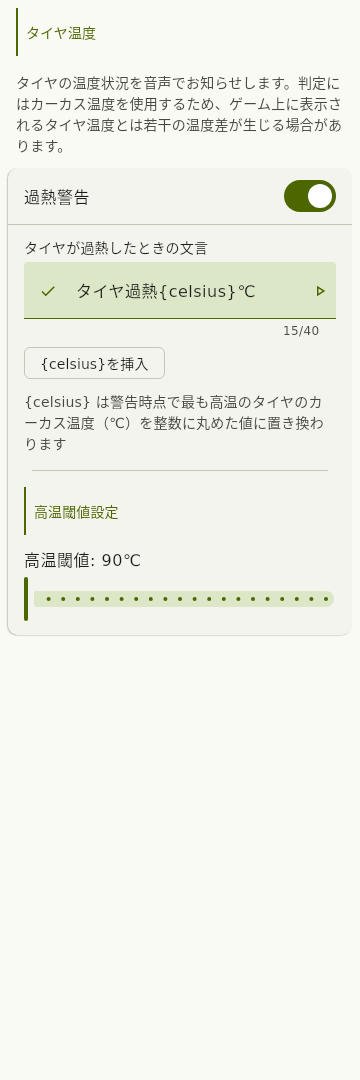 タイヤ温度
タイヤの温度状況を音声でお知らせします。判定に
はカーカス温度を使用するため、ゲーム上に表示さ
れるタイヤ温度とは若干の温度差が生じる場合があ
ります。
過熱警告
タイヤが過熱したときの文言
タイヤ過熱{celsius}℃
15/40
{celsius}を挿入
{celsius} は警告時点で最も高温のタイヤのカ
ーカス温度（℃）を整数に丸めた値に置き換わ
ります
高温閾値設定
高温閾値: 90℃